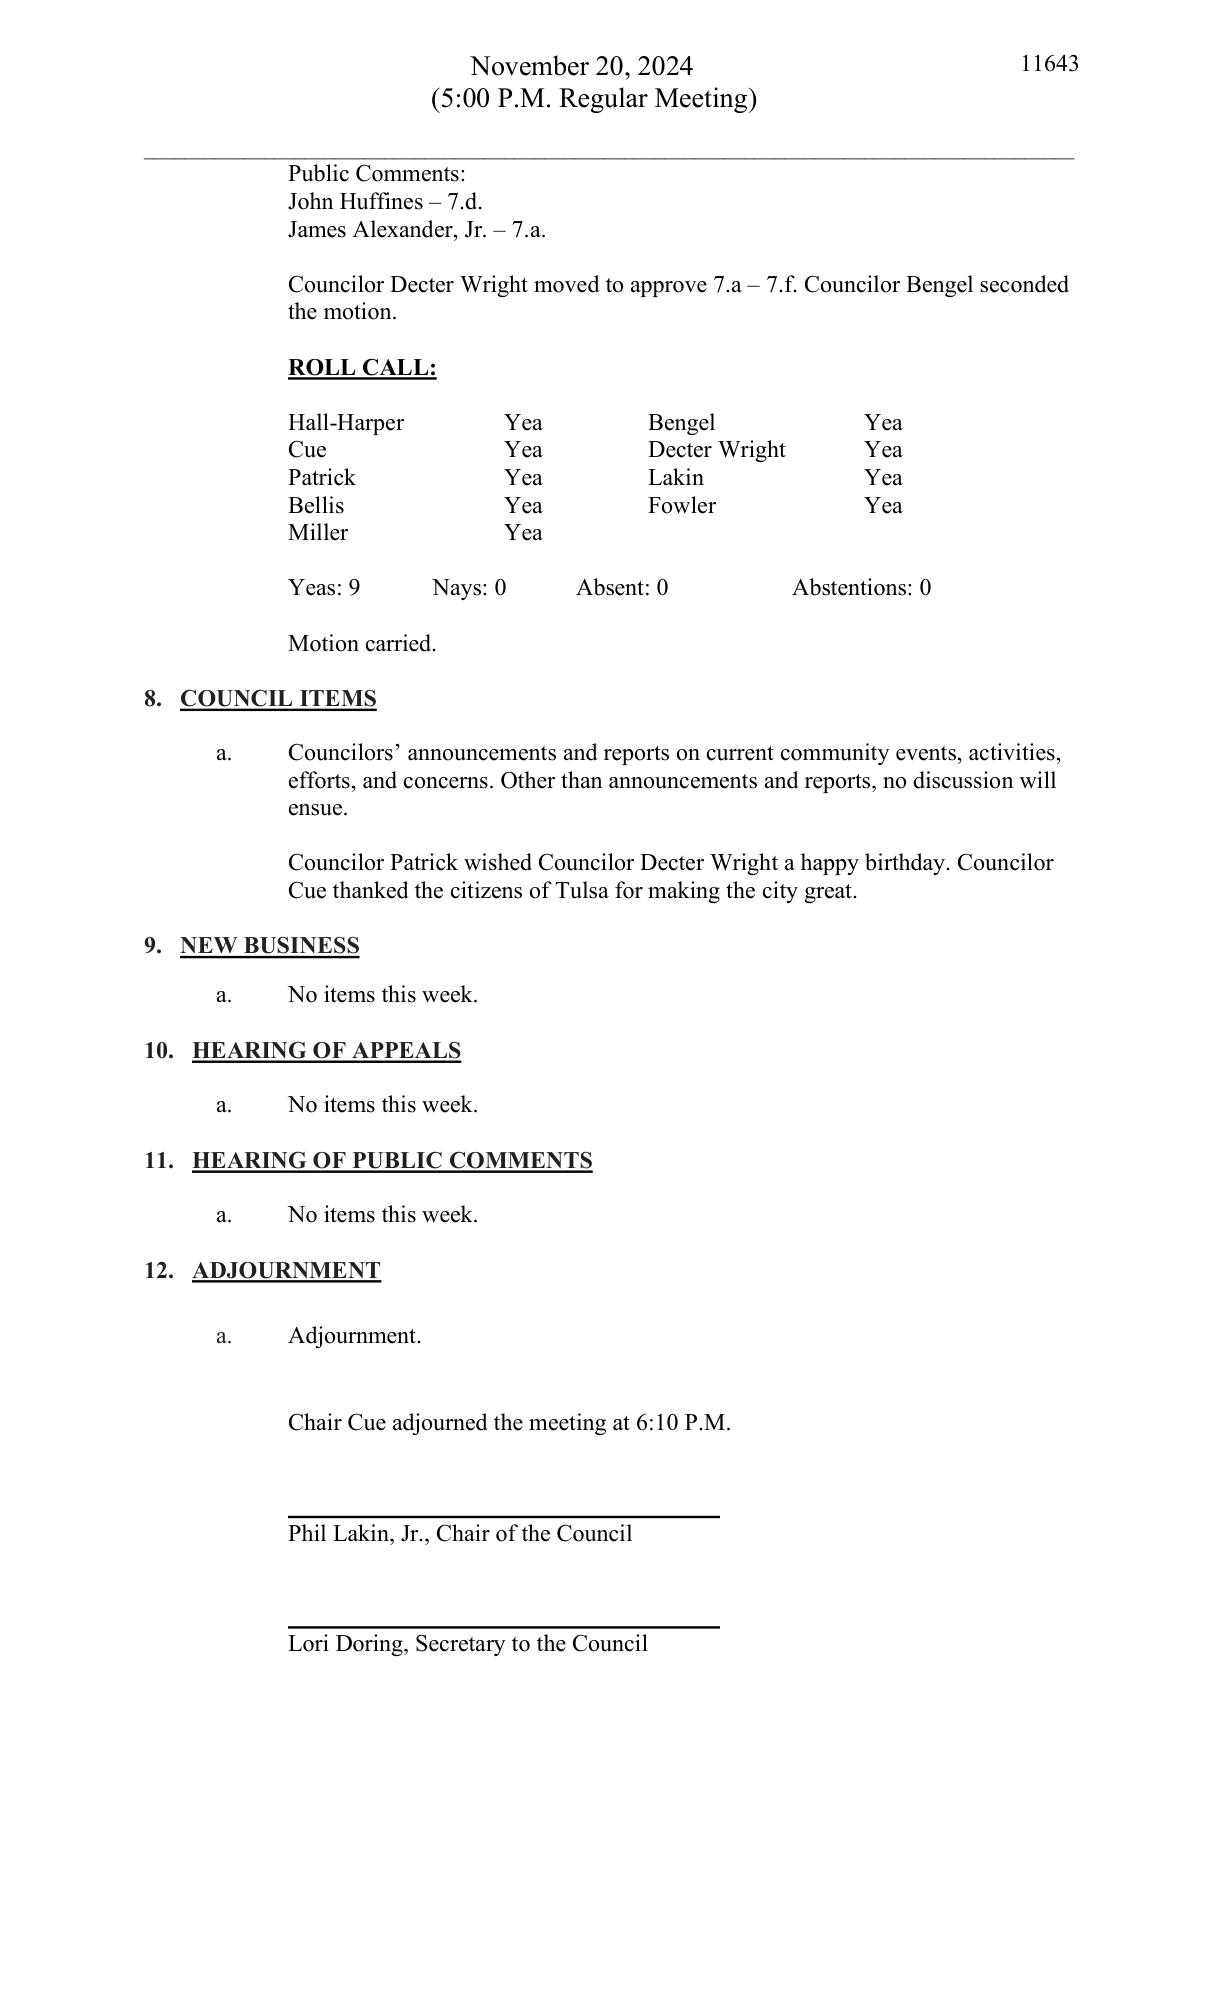 November 20, 2024 11643
(5:00 P.M. Regular Meeting)
Public Comments:
John Huffines – 7.d.
James Alexander, Jr. – 7.a.
Councilor Decter Wright moved to approve 7.a – 7.f. Councilor Bengel seconded
the motion.
ROLL CALL:
Hall-Harper Yea Bengel Yea
Cue Yea Decter Wright Yea
Patrick Yea Lakin Yea
Bellis Yea Fowler Yea
Miller Yea
Yeas: 9 Nays: 0 Absent: 0 Abstentions: 0
Motion carried.
8. COUNCIL ITEMS
a. Councilors’ announcements and reports on current community events, activities,
efforts, and concerns. Other than announcements and reports, no discussion will
ensue.
Councilor Patrick wished Councilor Decter Wright a happy birthday. Councilor
Cue thanked the citizens of Tulsa for making the city great.
9. NEW BUSINESS
a. No items this week.
10. HEARING OF APPEALS
a. No items this week.
11. HEARING OF PUBLIC COMMENTS
a. No items this week.
12. ADJOURNMENT
a. Adjournment.
Chair Cue adjourned the meeting at 6:10 P.M.
Phil Lakin, Jr., Chair of the Council
Lori Doring, Secretary to the Council